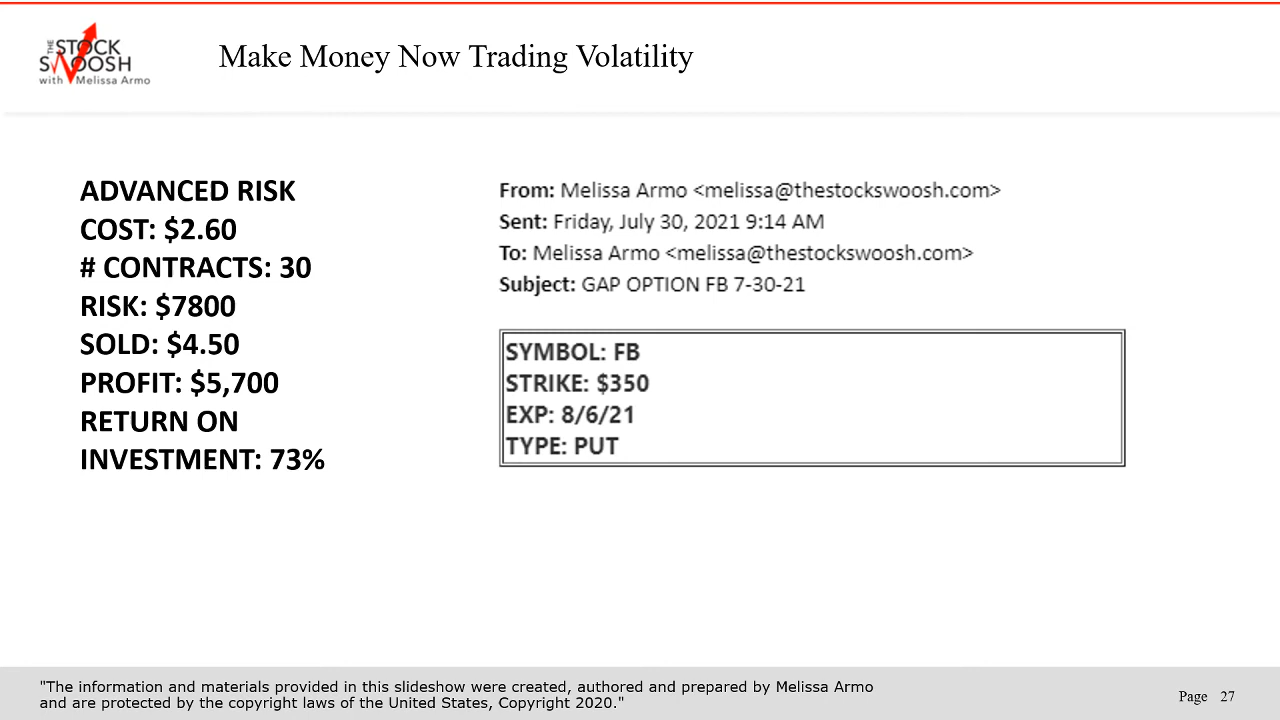 THE STOCK
SWOOSH
with Melissa Armo
Make Money Now Trading Volatility
ADVANCED RISK
COST: $2.60
# CONTRACTS: 30
RISK: $7800
SOLD: $4.50
PROFIT: $5,700
RETURN ON
INVESTMENT: 73%
From: Melissa Armo <melissa@thestockswoosh.com>
Sent: Friday, July 30, 2021 9:14 AM
To: Melissa Armo <melissa@thestockswoosh.com>
Subject: GAP OPTION FB 7-30-21
SYMBOL: FB
STRIKE: $350
EXP: 8/6/21
TYPE: PUT
"The information and materials provided in this slideshow were created, authored and prepared by Melissa Armo
and are protected by the copyright laws of the United States, Copyright 2020."
Page 27